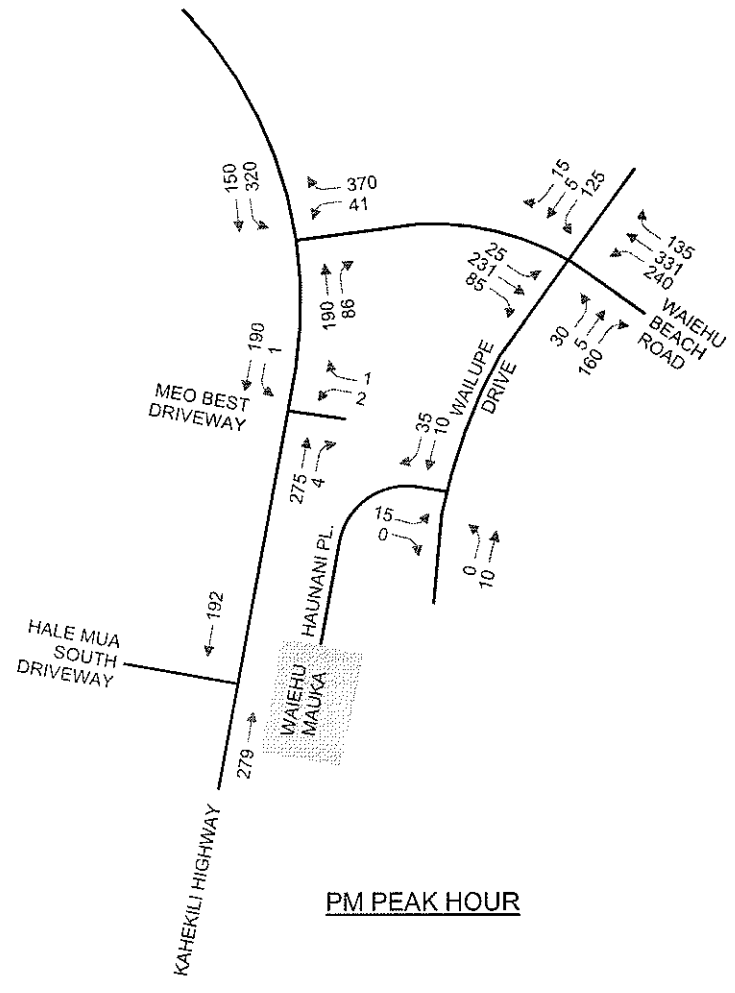 150
320
370
41
15
5
125
135
331
240
25
231
85
30
5
160
WAIEHU
BEACH
ROAD
190
86
190
1
1
2
MEO BEST
DRIVEWAY
WAILUPE
DRIVE
275
4
35
10
15
0
0
10
HAUNANI PL.
192
HALE MUA
SOUTH
DRIVEWAY
WAIEHU
MAUKA
279
KAHEKILI HIGHWAY
PM PEAK HOUR